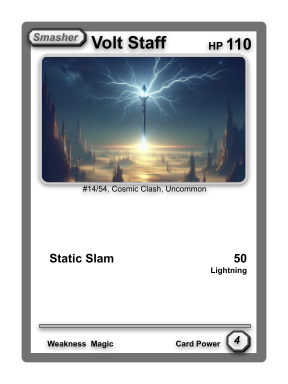 Smasher Volt Staff HP 110
#14/54, Cosmic Clash, Uncommon
Static Slam 50
Lightning
Weakness Magic Card Power 4